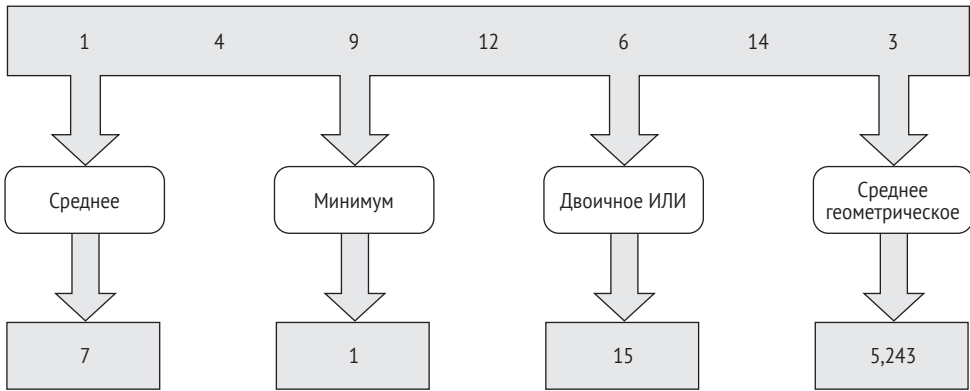 1 4 9 12 6 14 3
Среднее
Минимум
Двоичное ИЛИ
Среднее
геометрическое
7 1 15 5,243